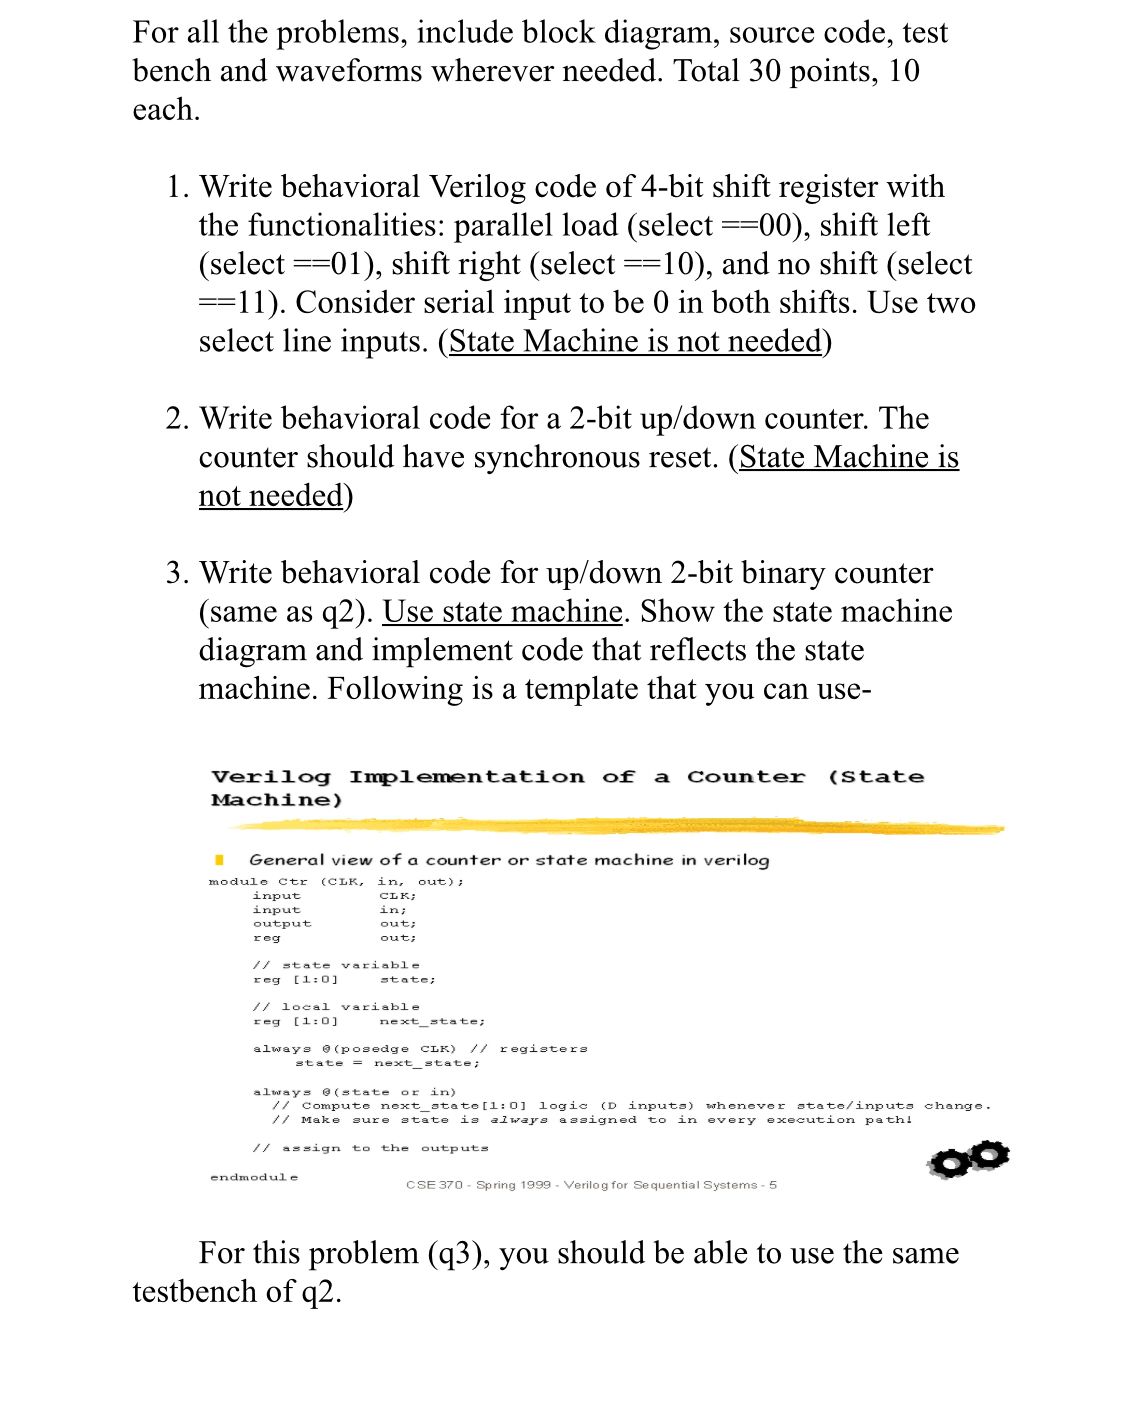 For all the problems, include block diagram, source code, test
bench and waveforms wherever needed. Total 30 points, 10
each.
1. Write behavioral Verilog code of 4-bit shift register with
the functionalities: parallel load (select ==00), shift left
(select ==01), shift right (select ==10), and no shift (select
==11). Consider serial input to be 0 in both shifts. Use two
select line inputs. (State Machine is not needed)
2. Write behavioral code for a 2-bit up/down counter. The
counter should have synchronous reset. (State Machine is
not needed)
3. Write behavioral code for up/down 2-bit binary counter
(same as q2). Use state machine. Show the state machine
diagram and implement code that reflects the state
machine. Following is a template that you can use-
Verilog Implementation of a Counter (State
Machine)
General view of a counter or state machine in verilog
module Ctr (CLK, in, out);
input CLK;
input in;
output out;
reg out;
// state variable
reg [1:0] state;
// local variable
reg [1:0] next_state;
always @(posedge CLK) // registers
state = next_state;
always @(state or in)
// Compute next_state[1:0] logic (D inputs) whenever state/inputs change.
// Make sure state is always assigned to in every execution path!
// assign to the outputs
endmodule
CSE 370 - Spring 1999 - Verilog for Sequential Systems - 5
For this problem (q3), you should be able to use the same
testbench of q2.